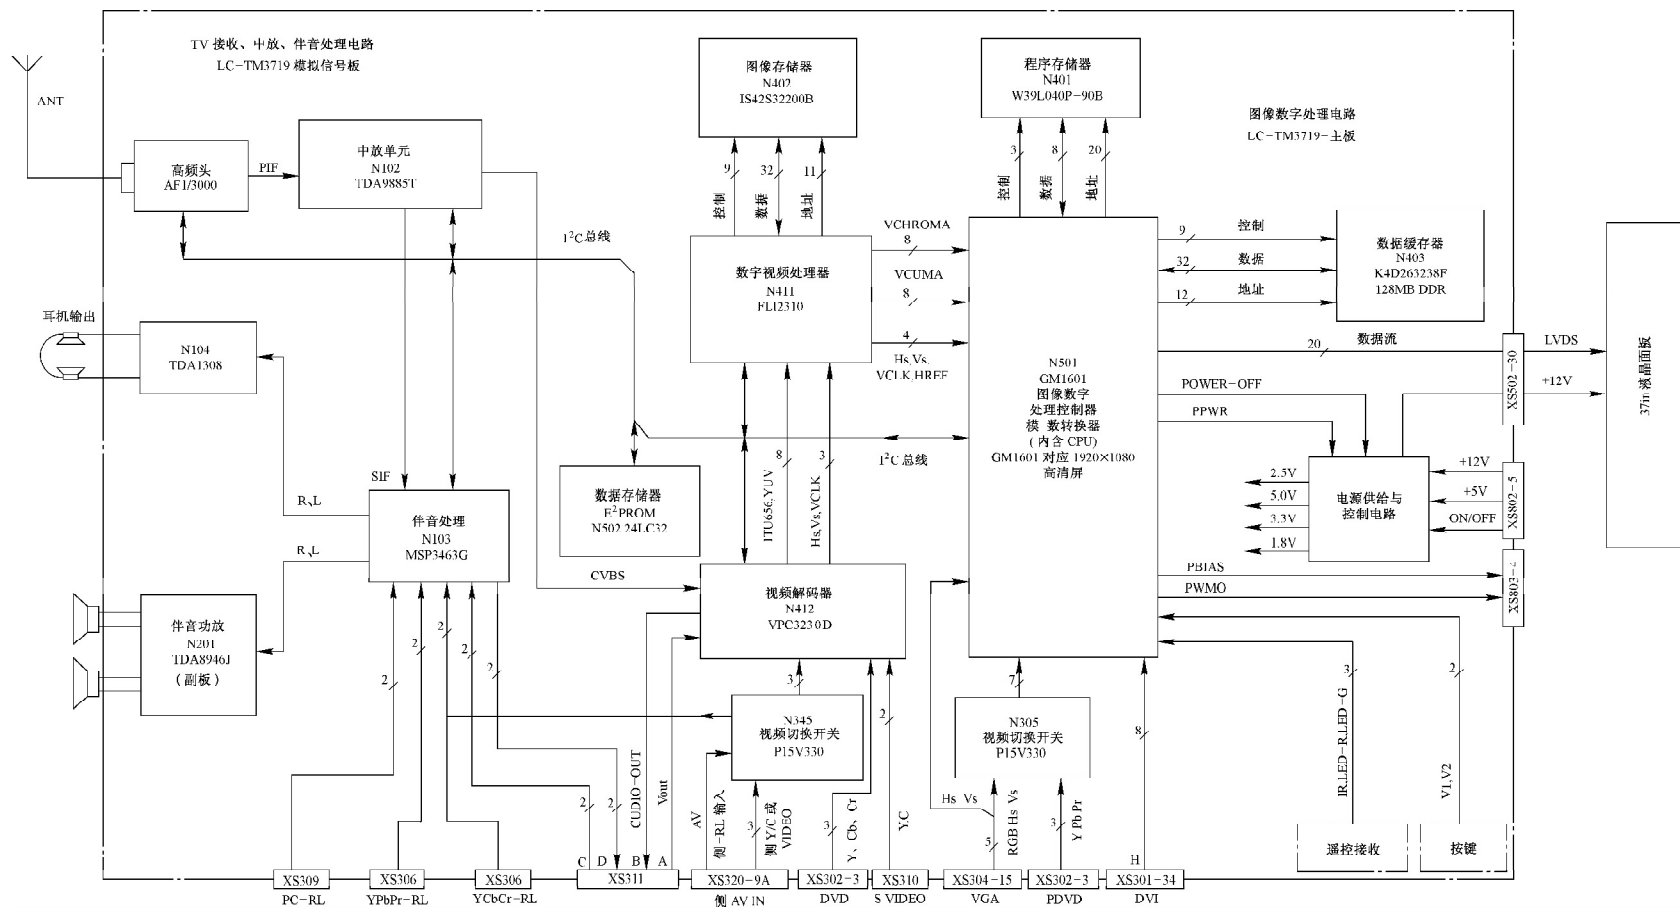 TV 接收、中放、伴音处理电路
LC-TM3719 模拟信号板
图像数字处理电路
LC-TM3719-主板
ANT
高频头
AF1/3000
PIF
中放单元
N102
TDA9885T
图像存储器
N402
IS42S32200B
程序存储器
N401
W39L040P-90B
9
32
11
控制
数据
地址
3
8
20
控制
数据
地址
I²C 总线
数字视频处理器
N411
FLI2310
VCHROMA
8
VCUMA
8
4
Hs,Vs,
VCLK,HREF
9
控制
32
数据
12
地址
数据缓存器
N403
K4D263238F
128MB DDR
耳机输出
N104
TDA1308
N501
GM1601
图像数字
处理控制器
模 数转换器
(内含 CPU)
GM1601 对应 1920×1080
高清屏
20
数据流
XS502-30
LVDS
+12V
37in 液晶面板
POWER-OFF
PPWR
2.5V
5.0V
3.3V
1.8V
电源供给与
控制电路
+12V
+5V
ON/OFF
XS802-5
PBIAS
PWMO
XS803-4
I²C 总线
8
ITU656,YUV
3
Hs,Vs,VCLK
数据存储器
E²PROM
N502 24LC32
SIF
R、L
R、L
伴音处理
N103
MSP3463G
CVBS
视频解码器
N412
VPC3230D
伴音功放
N201
TDA8946J
(副板)
2
2
2
2
2
2
2
3
2
7
8
3
2
N345
视频切换开关
P15V330
N305
视频切换开关
P15V330
CUDIO-OUT
Vout
AV
侧-RL 输入
3
侧 Y/C 或
VIDEO
3
Y、Cb、Cr
Y.C
Hs Vs
5
RGB Hs Vs
3
Y Pb Pr
IR.LED-R.LED-G
V1,V2
遥控接收
按键
C
D
B
A
H
XS309
XS306
XS306
XS311
XS320-9A
XS302-3
XS310
XS304-15
XS302-3
XS301-34
PC-RL
YPbPr-RL
YCbCr-RL
侧 AV IN
DVD
S VIDEO
VGA
PDVD
DVI